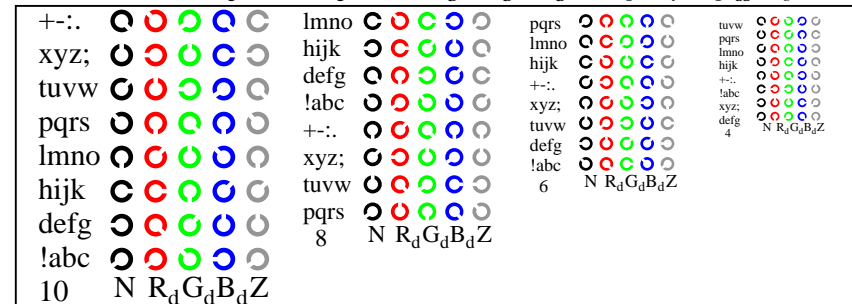 +-:.
xyz;
tuvw
pqrs
lmno
hijk
defg
!abc
10 N RdGdBdZ
lmno
hijk
defg
!abc
+-:.
xyz;
tuvw
pqrs
8 N RdGdBdZ
pqrs
lmno
hijk
+-:.
xyz;
tuvw
defg
!abc
6 N RdGdBdZ
tuvw
pqrs
lmno
hijk
+-:.
!abc
xyz;
defg
4 N RdGdBdZ